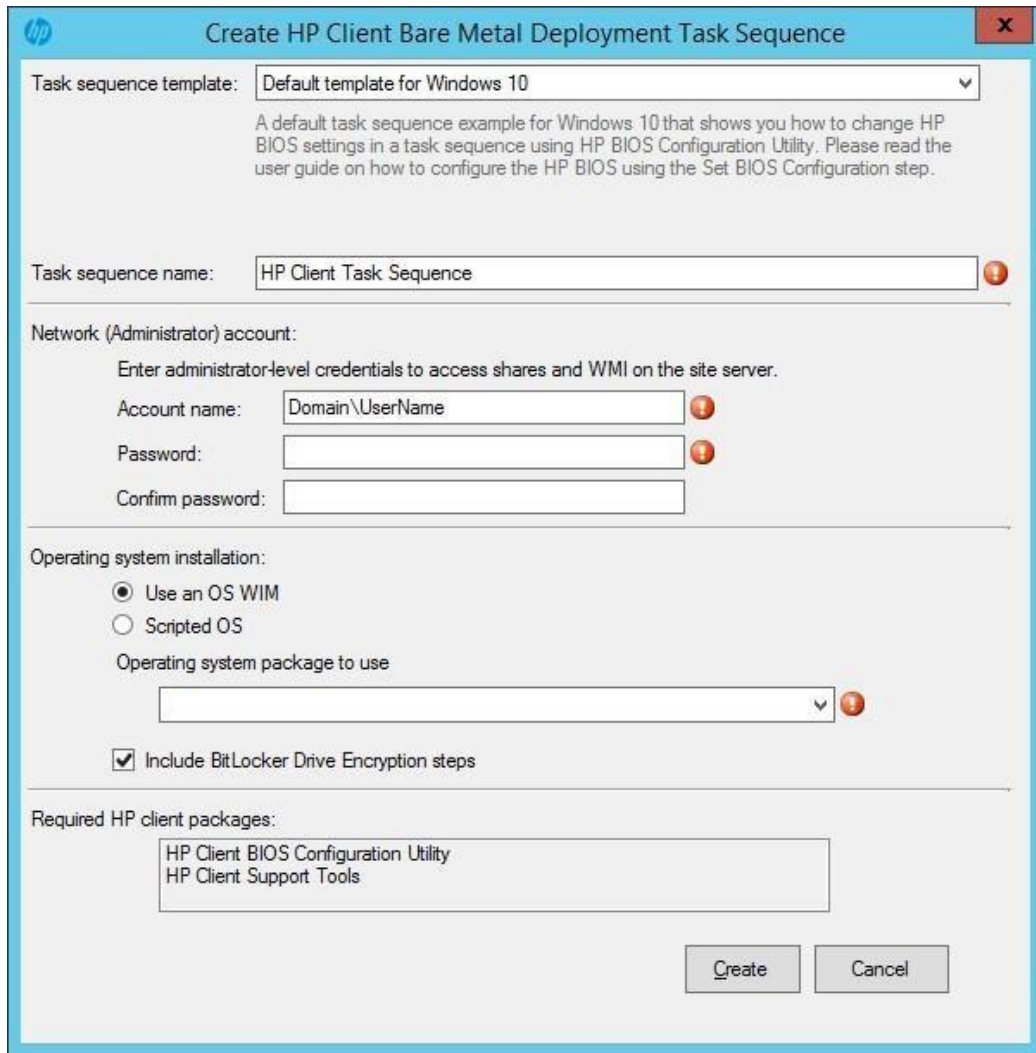 hp
Create HP Client Bare Metal Deployment Task Sequence
x
Task sequence template:
Default template for Windows 10
A default task sequence example for Windows 10 that shows you how to change HP
BIOS settings in a task sequence using HP BIOS Configuration Utility. Please read the
user guide on how to configure the HP BIOS using the Set BIOS Configuration step.
Task sequence name:
HP Client Task Sequence
Network (Administrator) account:
Enter administrator-level credentials to access shares and WMI on the site server.
Account name:
Domain\UserName
Password:
Confirm password:
Operating system installation:
Use an OS WIM
Scripted OS
Operating system package to use
Include BitLocker Drive Encryption steps
Required HP client packages:
HP Client BIOS Configuration Utility
HP Client Support Tools
Create
Cancel